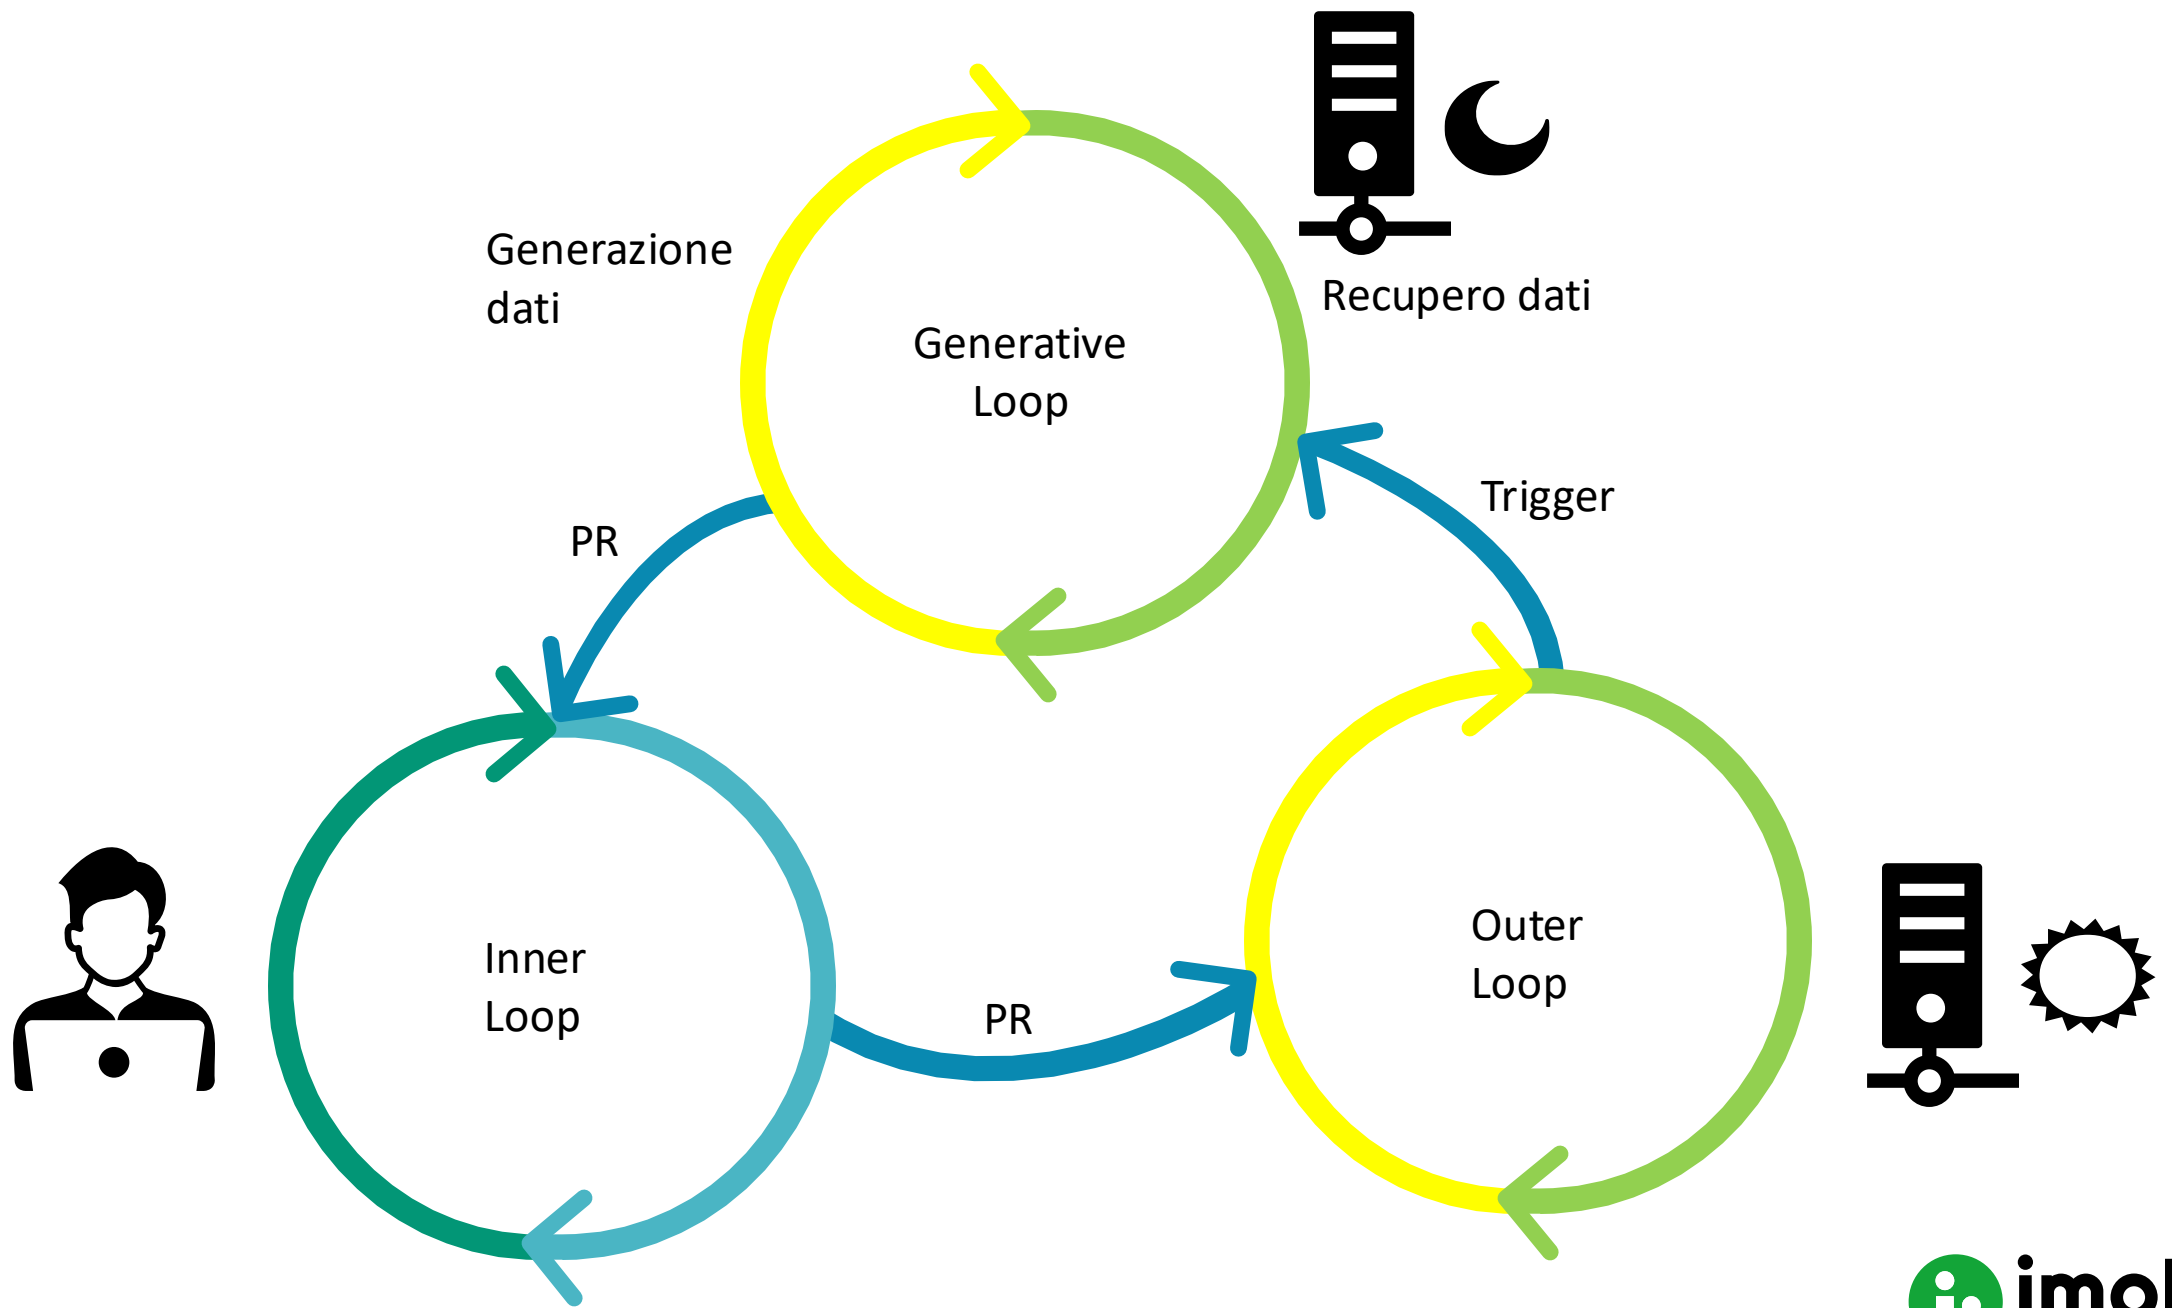 Generazione
dati
Recupero dati
Generative
Loop
Trigger
PR
Inner
Loop
PR
Outer
Loop